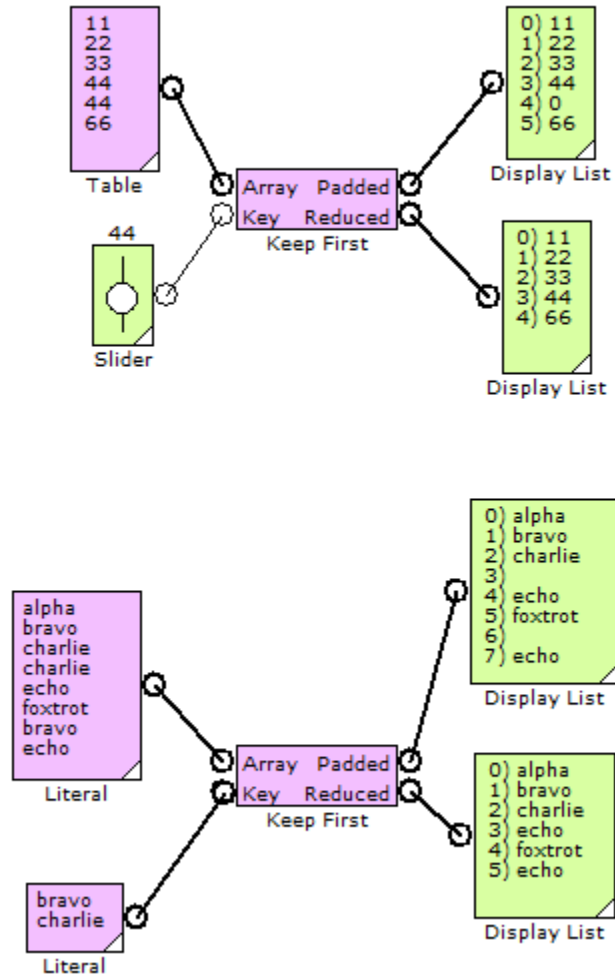 11
22
33
44
44
66
Table
0) 11
1) 22
2) 33
3) 44
4) 0
5) 66
Display List
Array Padded
Key Reduced
Keep First
44
Slider
0) 11
1) 22
2) 33
3) 44
4) 66
Display List
0) alpha
1) bravo
2) charlie
3)
4) echo
5) foxtrot
6)
7) echo
Display List
alpha
bravo
charlie
charlie
echo
foxtrot
bravo
echo
Literal
Array Padded
Key Reduced
Keep First
0) alpha
1) bravo
2) charlie
3) echo
4) foxtrot
5) echo
Display List
bravo
charlie
Literal